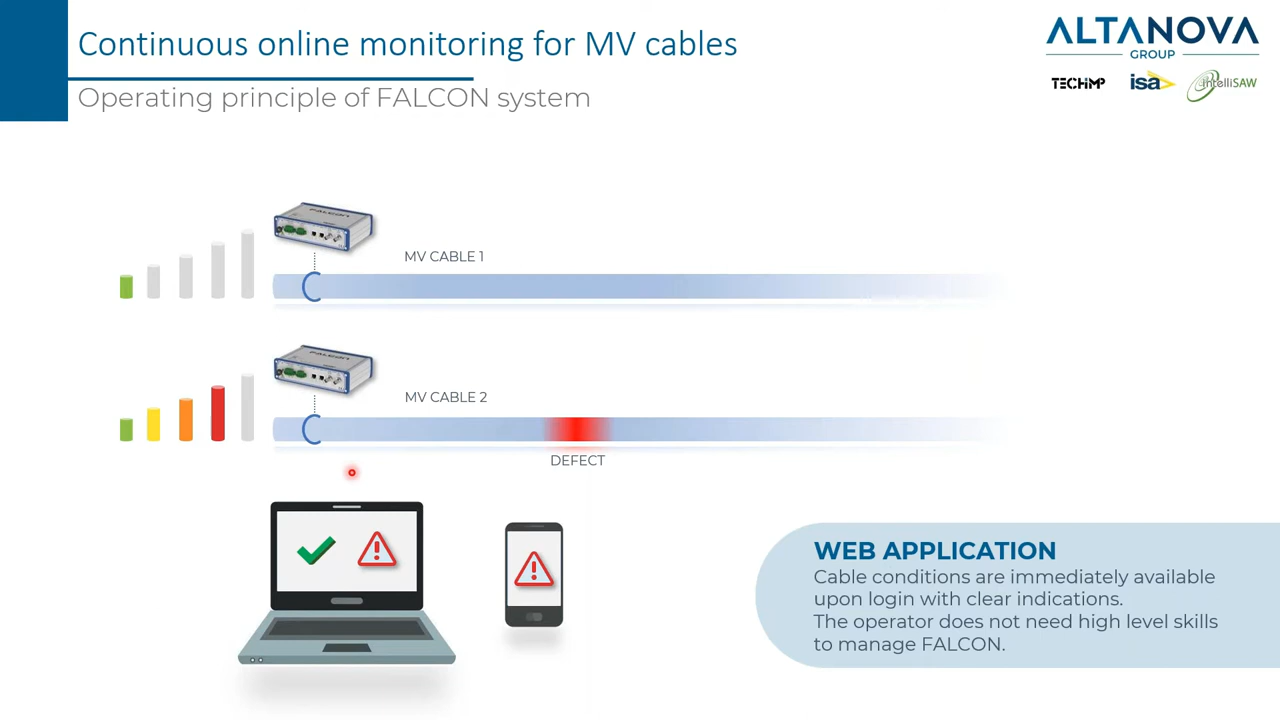 Continuous online monitoring for MV cables
Operating principle of FALCON system
ALTANOVA
GROUP
TECHIMP
isa
intelliSAW
FALCON
MV CABLE 1
FALCON
MV CABLE 2
DEFECT
WEB APPLICATION
Cable conditions are immediately available
upon login with clear indications.
The operator does not need high level skills
to manage FALCON.